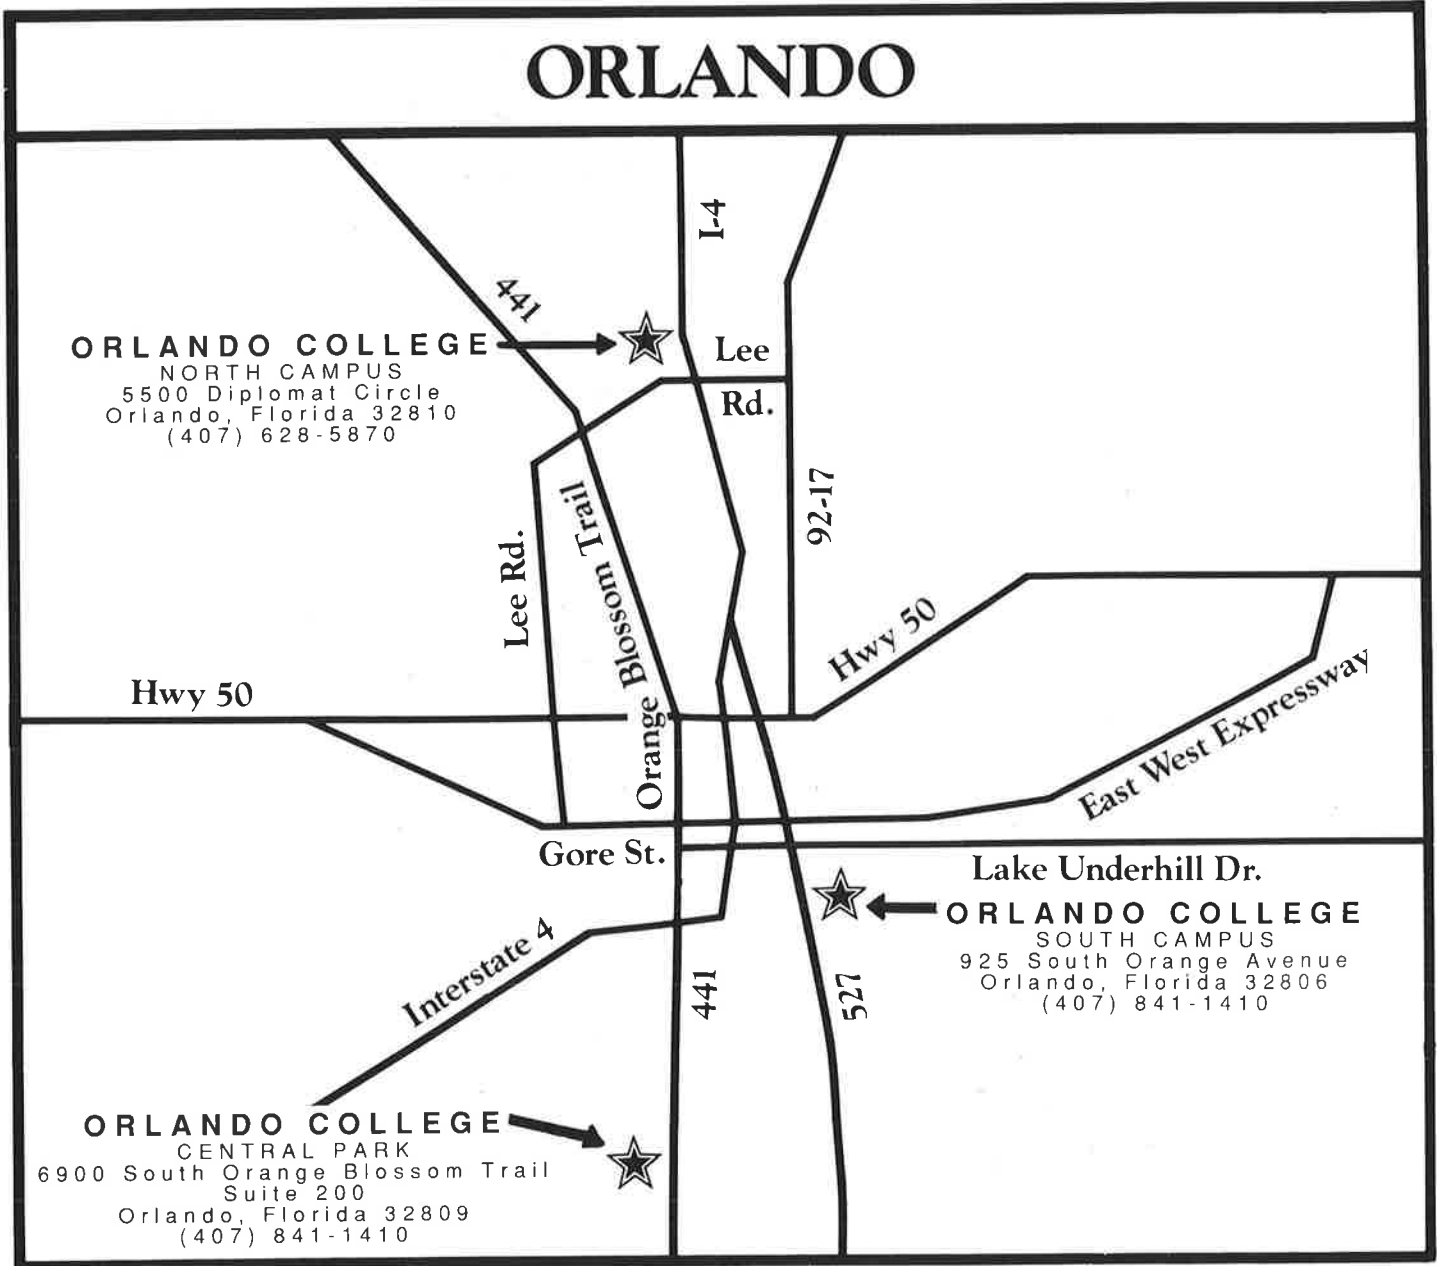 ORLANDO
I-4
441
ORLANDO COLLEGE
NORTH CAMPUS
5500 Diplomat Circle
Orlando, Florida 32810
(407) 628-5870
Lee
Rd.
92-17
Orange Blossom Trail
Lee Rd.
Hwy 50
Hwy 50
East West Expressway
Gore St.
Lake Underhill Dr.
ORLANDO COLLEGE
SOUTH CAMPUS
925 South Orange Avenue
Orlando, Florida 32806
(407) 841-1410
Interstate 4
441
527
ORLANDO COLLEGE
CENTRAL PARK
6900 South Orange Blossom Trail
Suite 200
Orlando, Florida 32809
(407) 841-1410